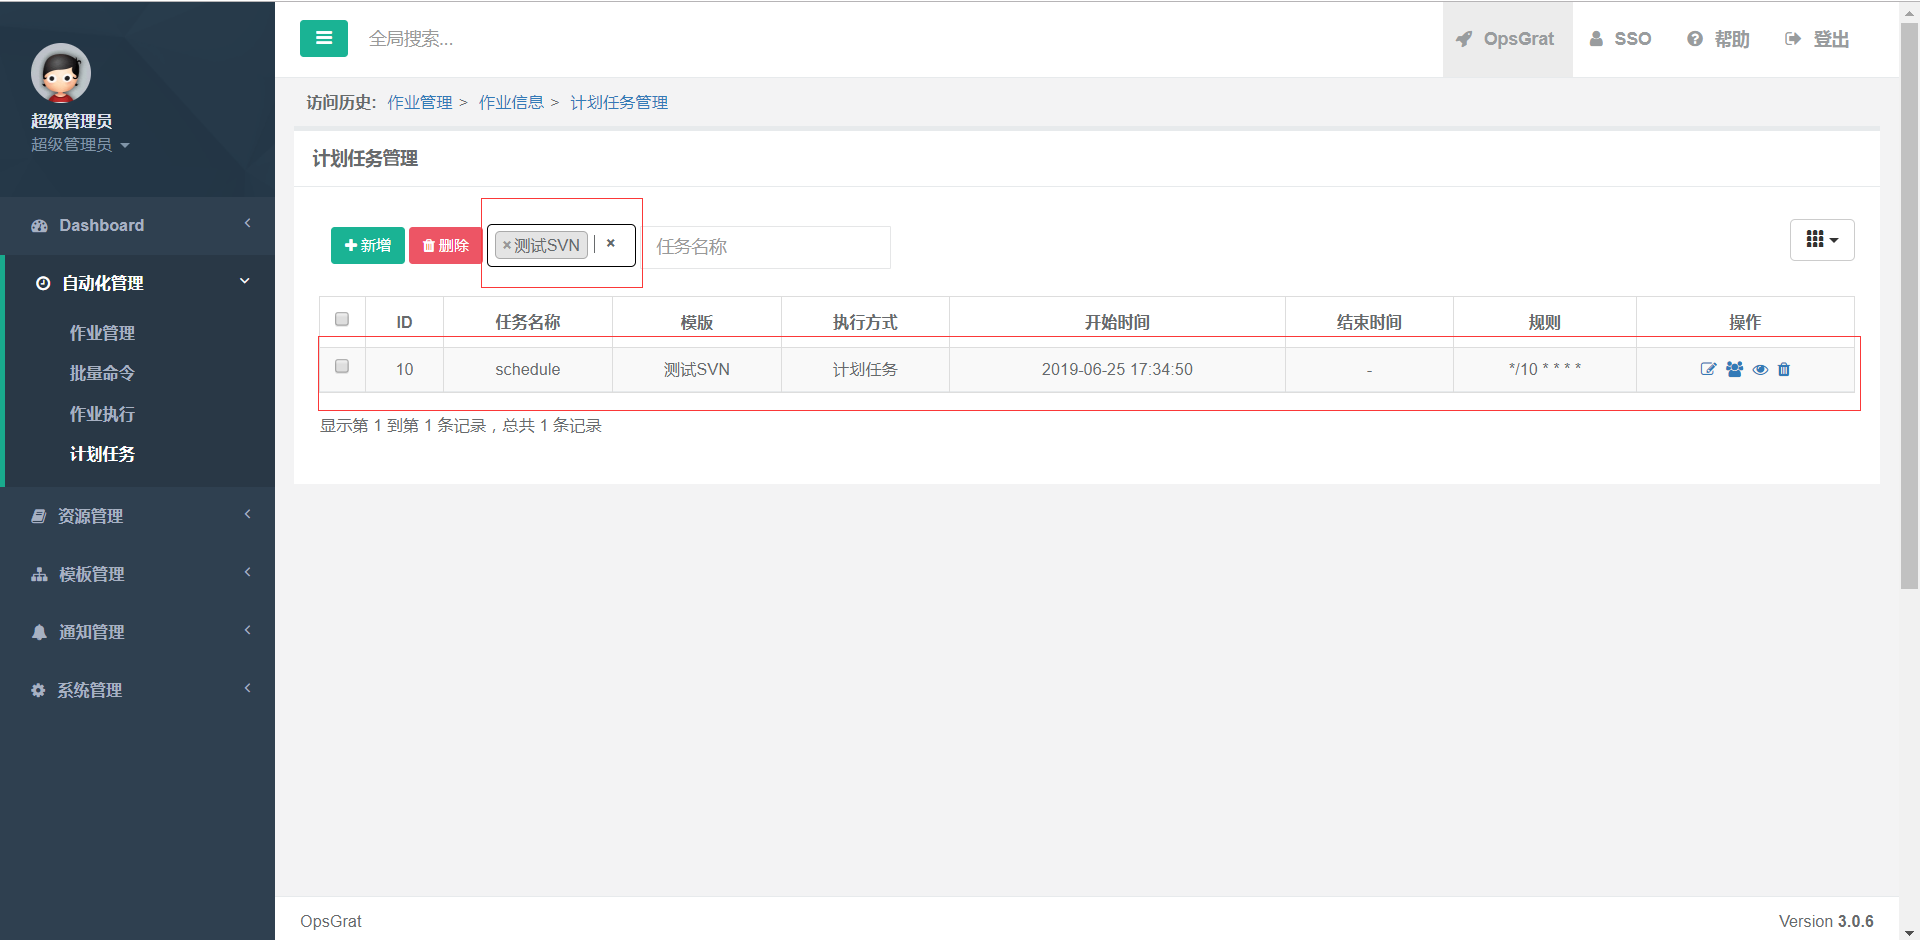 超级管理员
超级管理员
Dashboard
自动化管理
作业管理
批量命令
作业执行
计划任务
资源管理
模板管理
通知管理
系统管理
全局搜索...
OpsGrat SSO 帮助 登出
访问历史: 作业管理 > 作业信息 > 计划任务管理
计划任务管理
新增 删除 ×测试SVN × 任务名称
ID 任务名称 模版 执行方式 开始时间 结束时间 规则 操作
10 schedule 测试SVN 计划任务 2019-06-25 17:34:50 - */10 * * * *
显示第 1 到第 1 条记录，总共 1 条记录
OpsGrat Version 3.0.6